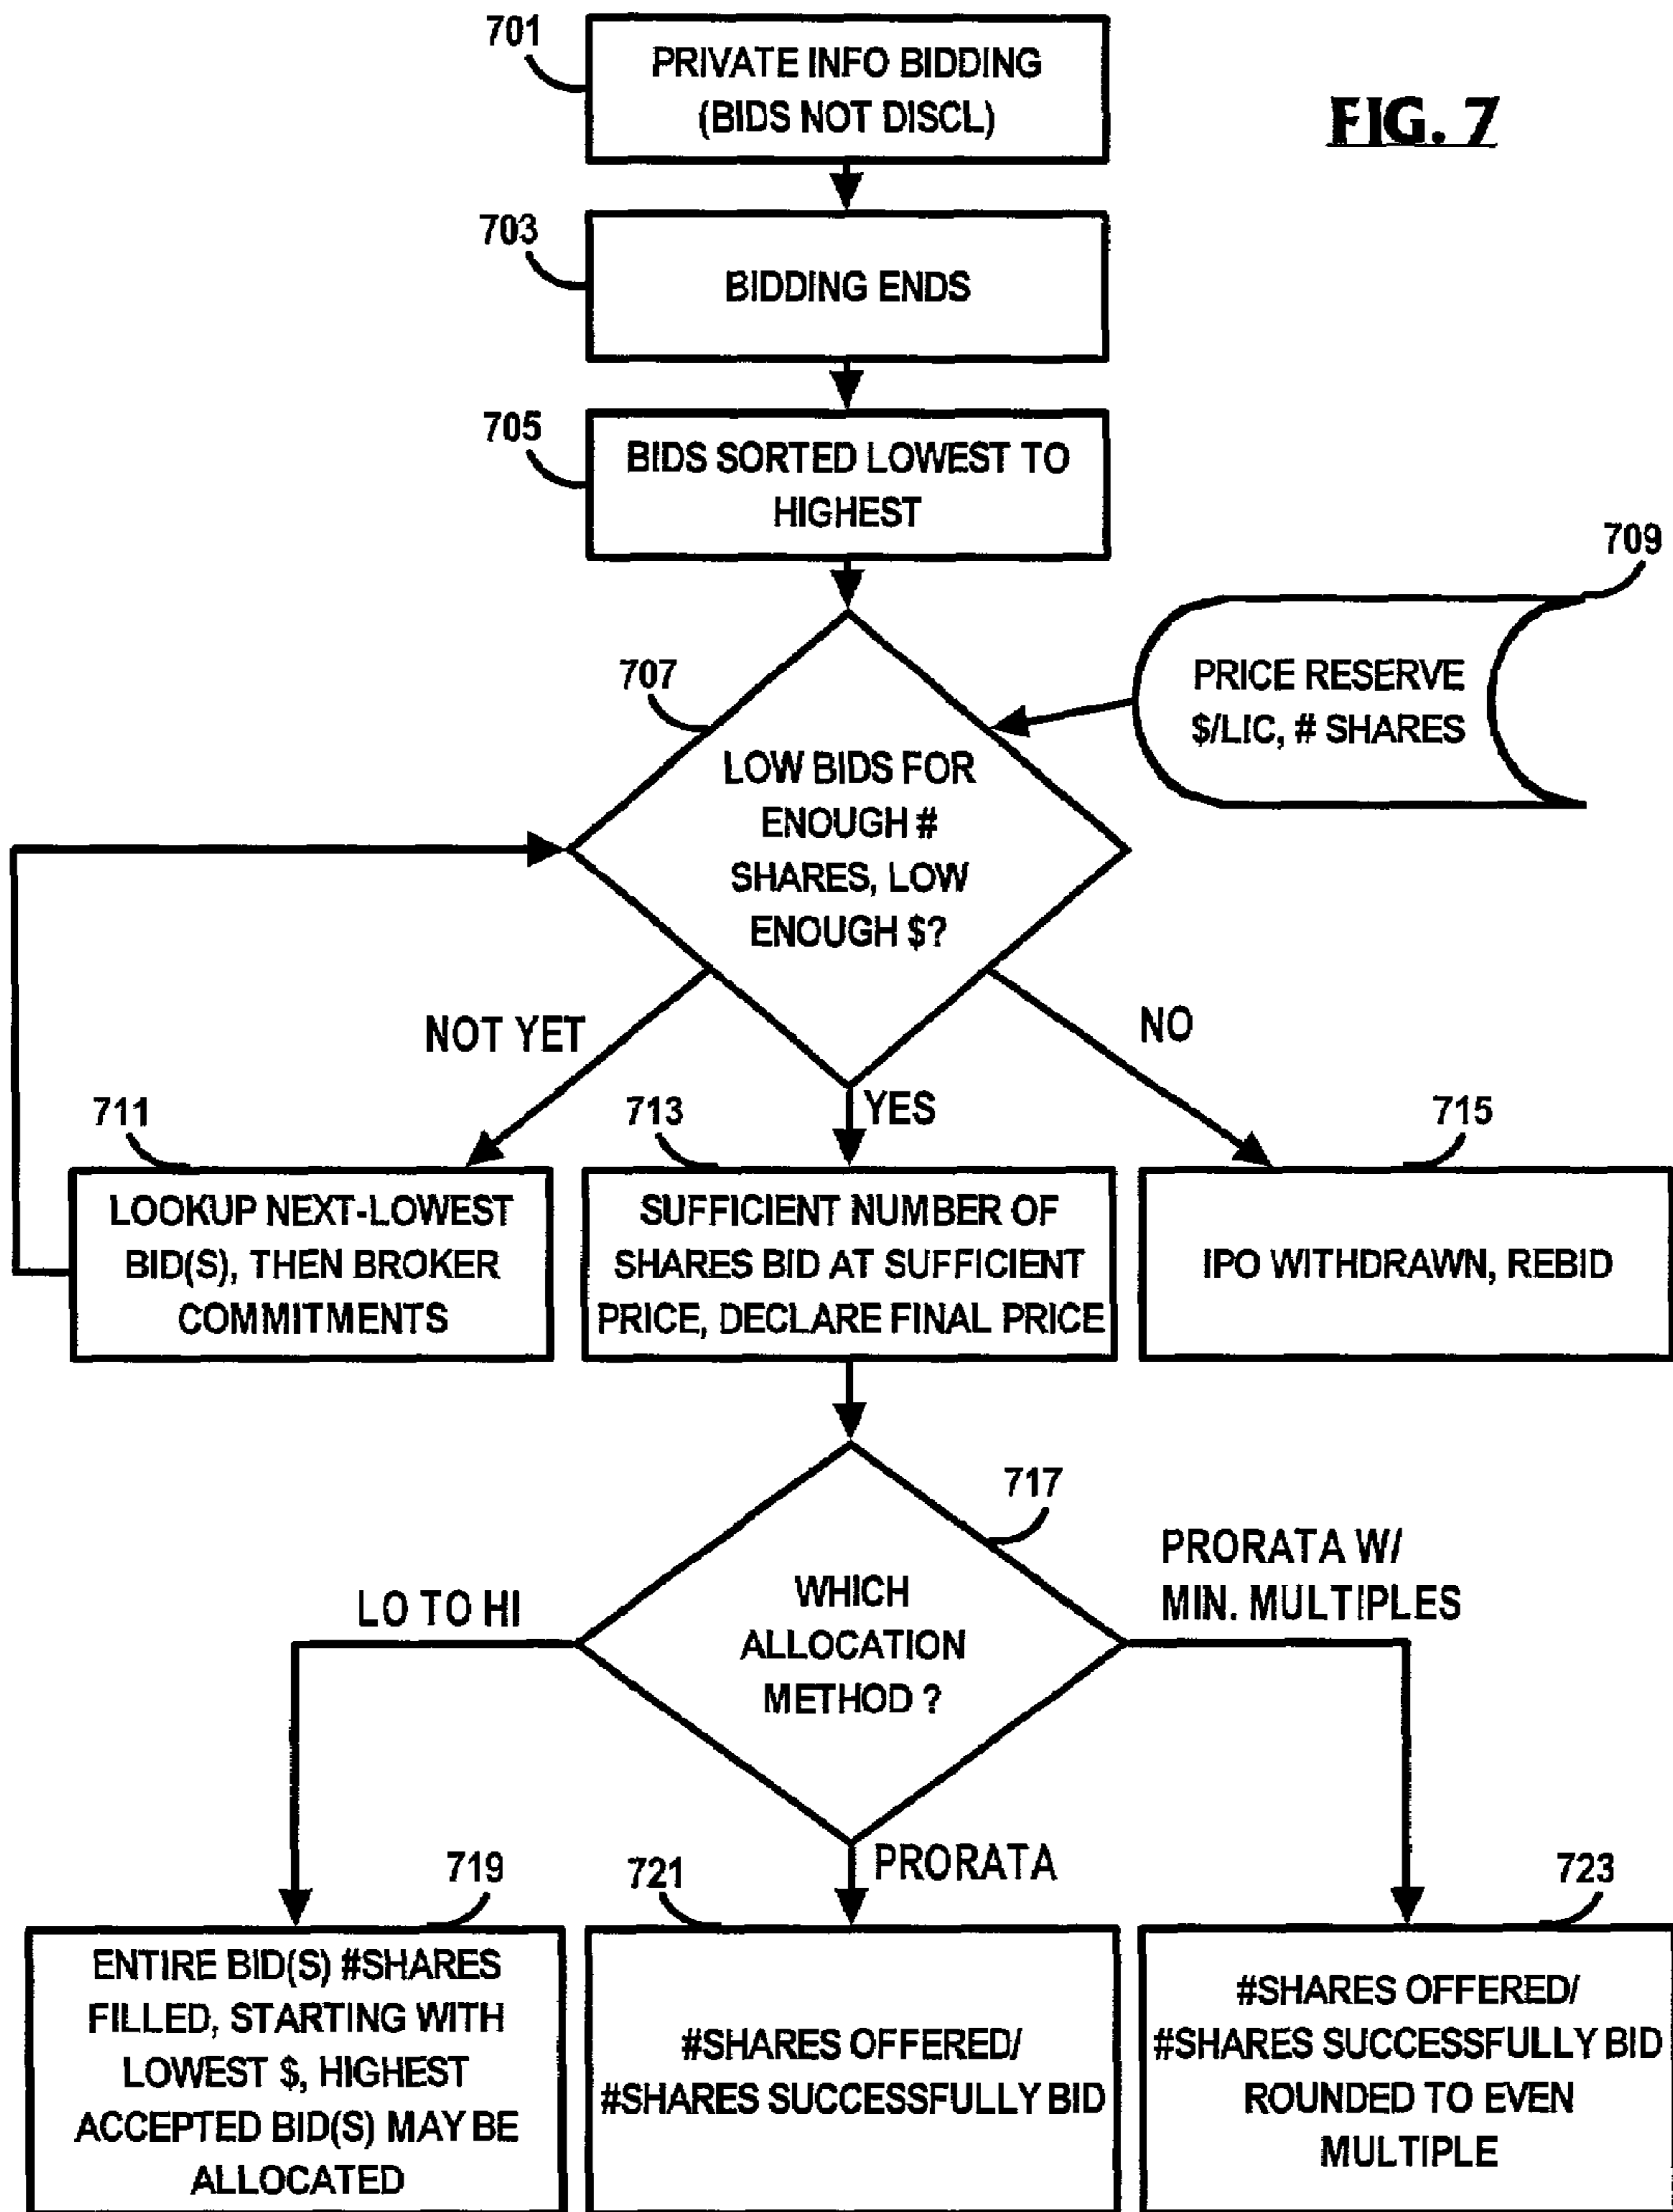 701
PRIVATE INFO BIDDING
(BIDS NOT DISCL)
FIG. 7
703
BIDDING ENDS
705
BIDS SORTED LOWEST TO
HIGHEST
709
PRICE RESERVE
$/LIC, # SHARES
707
LOW BIDS FOR
ENOUGH #
SHARES, LOW
ENOUGH $?
NOT YET
YES
NO
711
LOOKUP NEXT-LOWEST
BID(S), THEN BROKER
COMMITMENTS
713
SUFFICIENT NUMBER OF
SHARES BID AT SUFFICIENT
PRICE, DECLARE FINAL PRICE
715
IPO WITHDRAWN, REBID
717
WHICH
ALLOCATION
METHOD ?
LO TO HI
PRORATA W/
MIN. MULTIPLES
PRORATA
719
ENTIRE BID(S) #SHARES
FILLED, STARTING WITH
LOWEST $, HIGHEST
ACCEPTED BID(S) MAY BE
ALLOCATED
721
#SHARES OFFERED/
#SHARES SUCCESSFULLY BID
723
#SHARES OFFERED/
#SHARES SUCCESSFULLY BID
ROUNDED TO EVEN
MULTIPLE